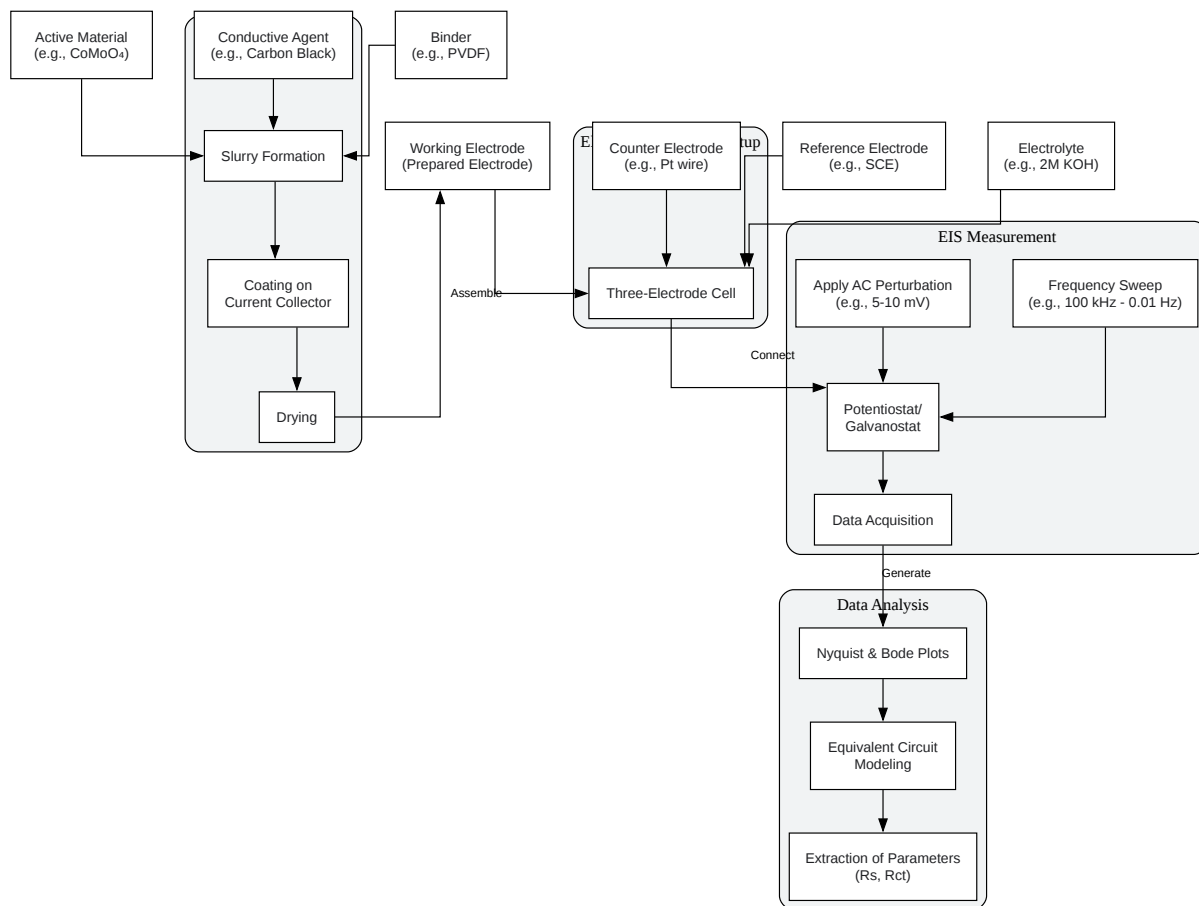 Active Material
(e.g., CoMoO₄)
Conductive Agent
(e.g., Carbon Black)
Binder
(e.g., PVDF)
Slurry Formation
Coating on
Current Collector
Drying
Working Electrode
(Prepared Electrode)
Assemble
Counter Electrode
(e.g., Pt wire)
Reference Electrode
(e.g., SCE)
Electrolyte
(e.g., 2M KOH)
Three-Electrode Cell
Connect
EIS Measurement
Apply AC Perturbation
(e.g., 5-10 mV)
Frequency Sweep
(e.g., 100 kHz - 0.01 Hz)
Potentiostat/
Galvanostat
Data Acquisition
Generate
Data Analysis
Nyquist & Bode Plots
Equivalent Circuit
Modeling
Extraction of Parameters
(Rs, Rct)